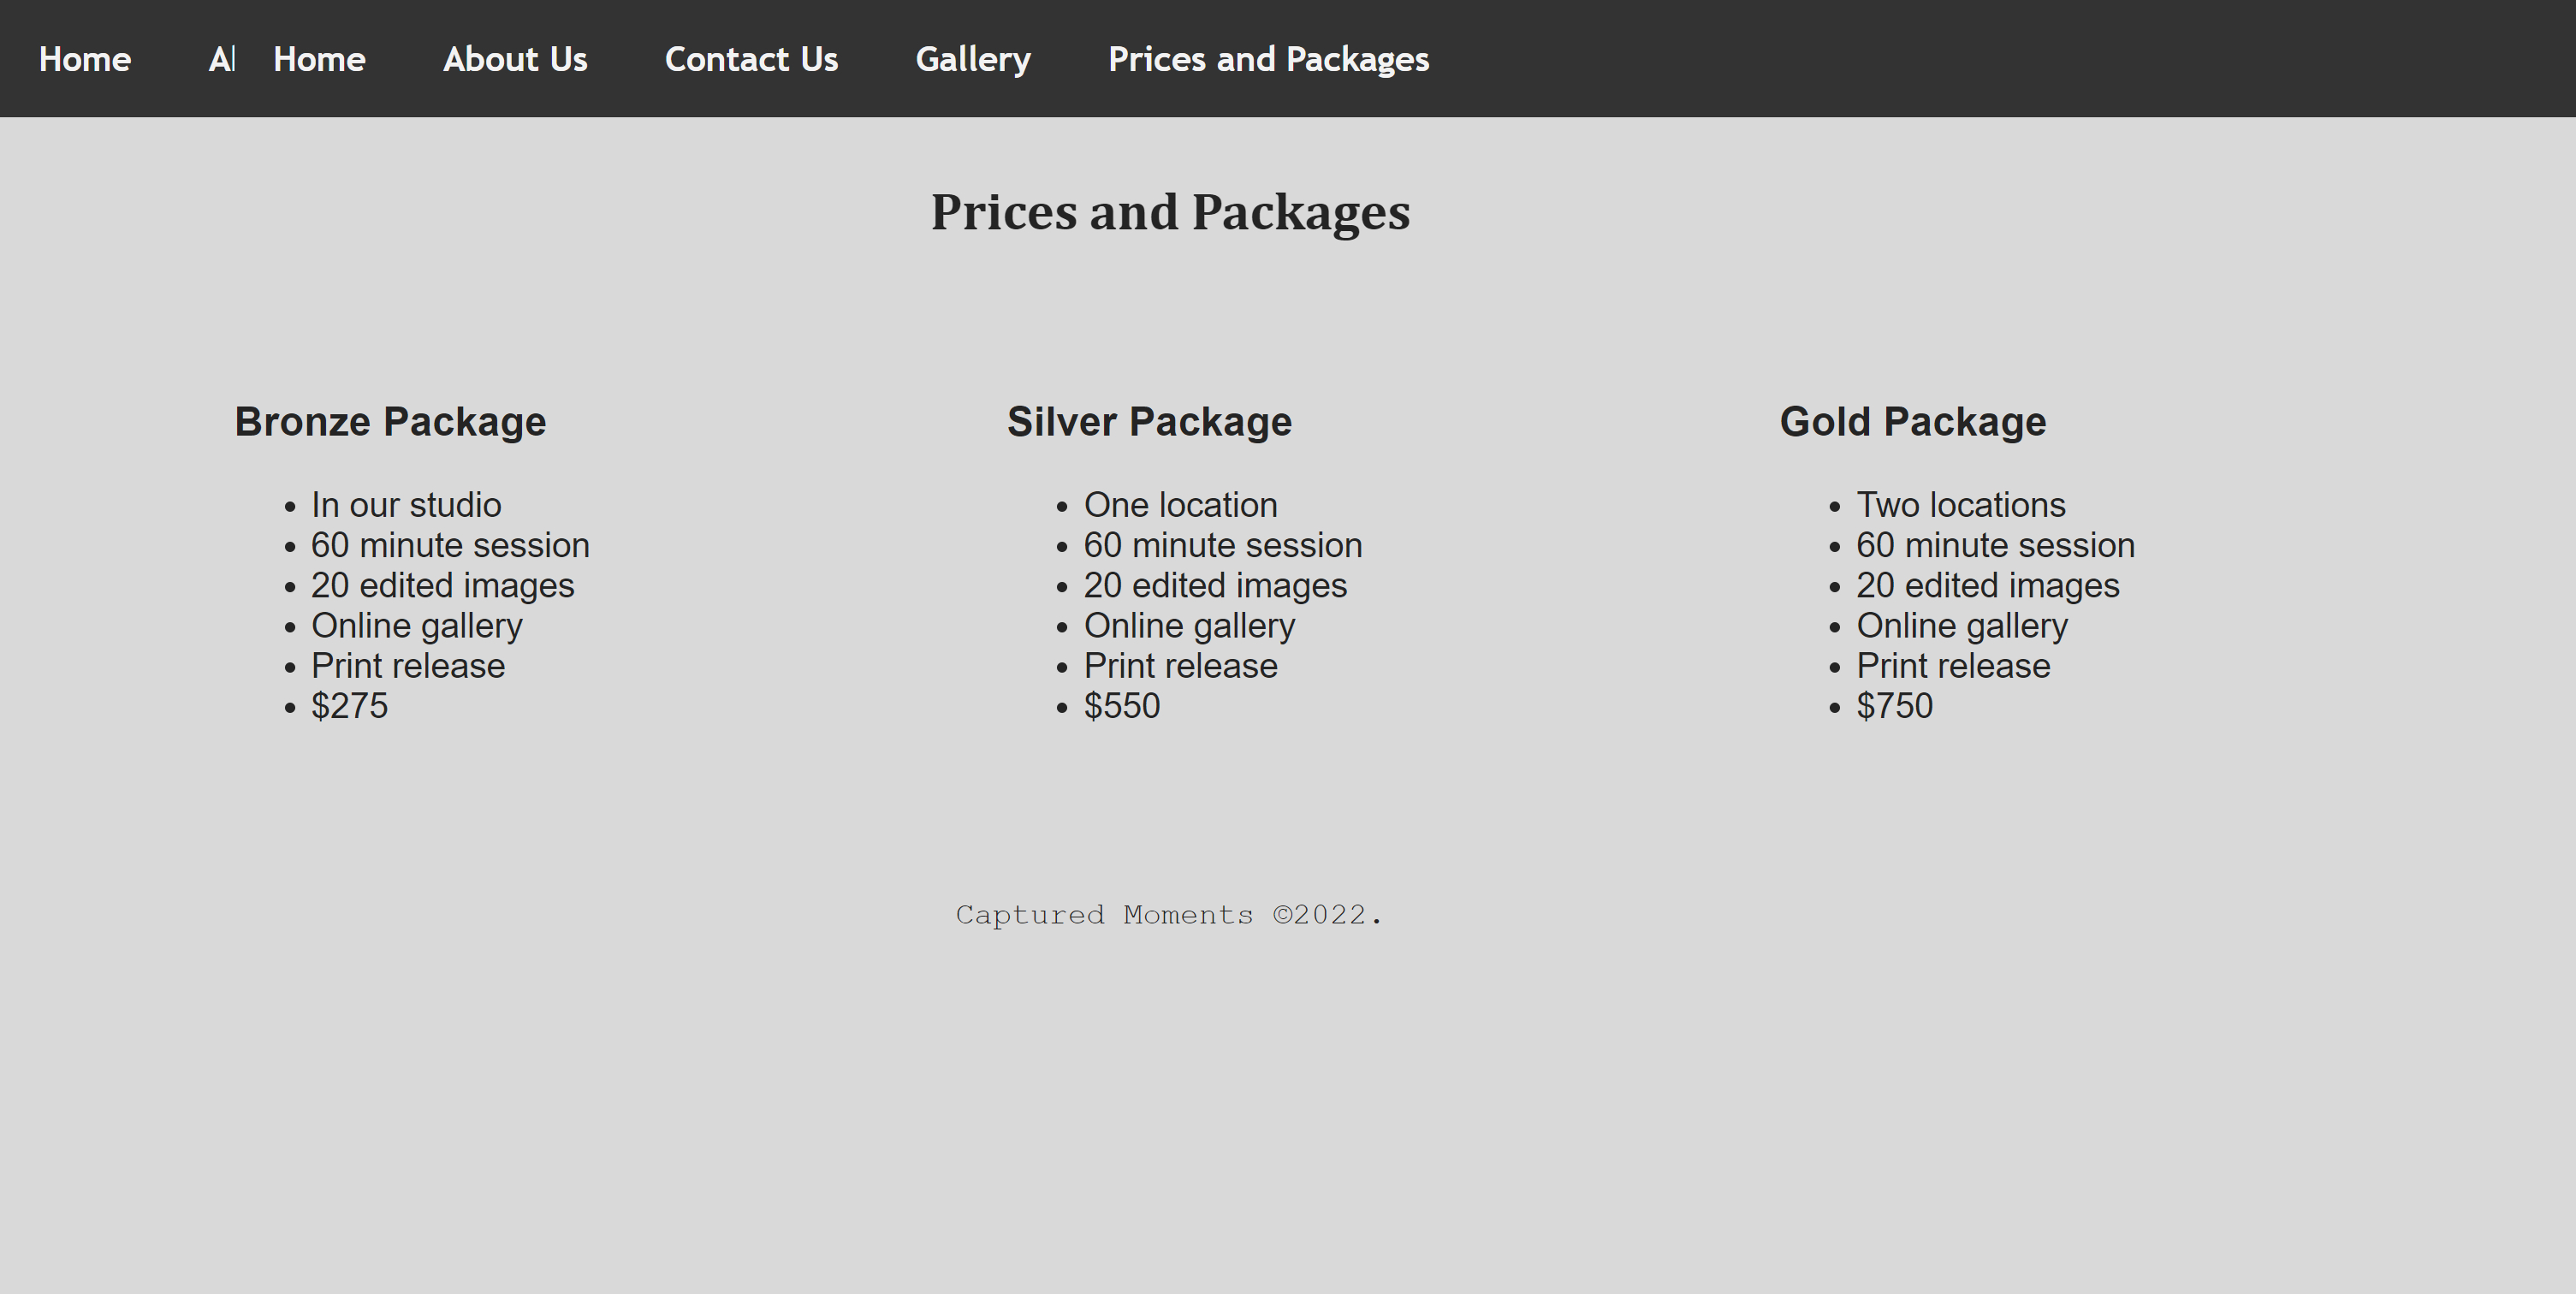 Home Home About Us Contact Us Gallery Prices and Packages
Prices and Packages
Bronze Package
• In our studio
• 60 minute session
• 20 edited images
• Online gallery
• Print release
• $275
Silver Package
• One location
• 60 minute session
• 20 edited images
• Online gallery
• Print release
• $550
Gold Package
• Two locations
• 60 minute session
• 20 edited images
• Online gallery
• Print release
• $750
Captured Moments ©2022.